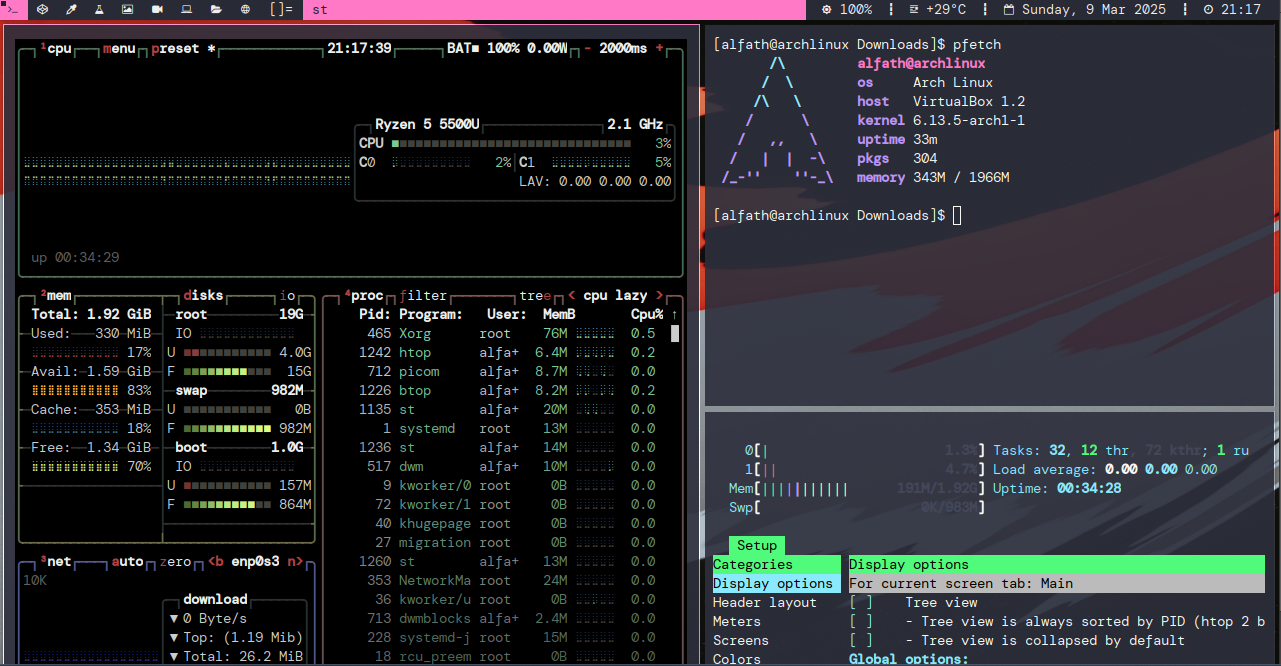 []= st 100% +29°C Sunday, 9 Mar 2025 21:17
¹cpu menu preset * 21:17:39 BAT■ 100% 0.00W - 2000ms +
Ryzen 5 5500U 2.1 GHz
CPU 3%
C0 2% C1 5%
LAV: 0.00 0.00 0.00
up 00:34:29
²mem disks io
Total: 1.92 GiB root 19G
Used: 330 MiB IO
17% U 4.0G
Avail: 1.59 GiB F 15G
83% swap 982M
Cache: 353 MiB U 0B
18% F 982M
Free: 1.34 GiB boot 1.0G
70% IO
U 157M
F 864M
³net auto zero <b enp0s3 n>
10K
download
▼ 0 Byte/s
▼ Top: (1.19 Mib)
▼ Total: 26.2 MiB
⁴proc filter tree < cpu lazy >
Pid: Program: User: MemB Cpu% ↑
465 Xorg root 76M 0.5
1242 htop alfa+ 6.4M 0.2
712 picom alfa+ 8.7M 0.2
1226 btop alfa+ 8.2M 0.2
1135 st alfa+ 20M 0.0
1 systemd root 13M 0.0
1236 st alfa+ 14M 0.0
517 dwm alfa+ 10M 0.0
9 kworker/0 root 0B 0.0
72 kworker/1 root 0B 0.0
40 khugepage root 0B 0.0
27 migration root 0B 0.0
1260 st alfa+ 13M 0.0
353 NetworkMa root 24M 0.0
36 kworker/u root 0B 0.0
713 dwmblocks alfa+ 2.4M 0.0
228 systemd-j root 15M 0.0
18 rcu_preem root 0B 0.0
[alfath@archlinux Downloads]$ pfetch
alfath@archlinux
os Arch Linux
host VirtualBox 1.2
kernel 6.13.5-arch1-1
uptime 33m
pkgs 304
memory 343M / 1966M
[alfath@archlinux Downloads]$
0[| 1.3%] Tasks: 32, 12 thr, 72 kthr; 1 ru
1[|| 4.7%] Load average: 0.00 0.00 0.00
Mem[|||||||||||| 191M/1.92G] Uptime: 00:34:28
Swp[ 0K/983M]
Setup
Categories Display options
Display options For current screen tab: Main
Header layout [ ] Tree view
Meters [ ] - Tree view is always sorted by PID (htop 2 b
Screens [ ] - Tree view is collapsed by default
Colors Global options: